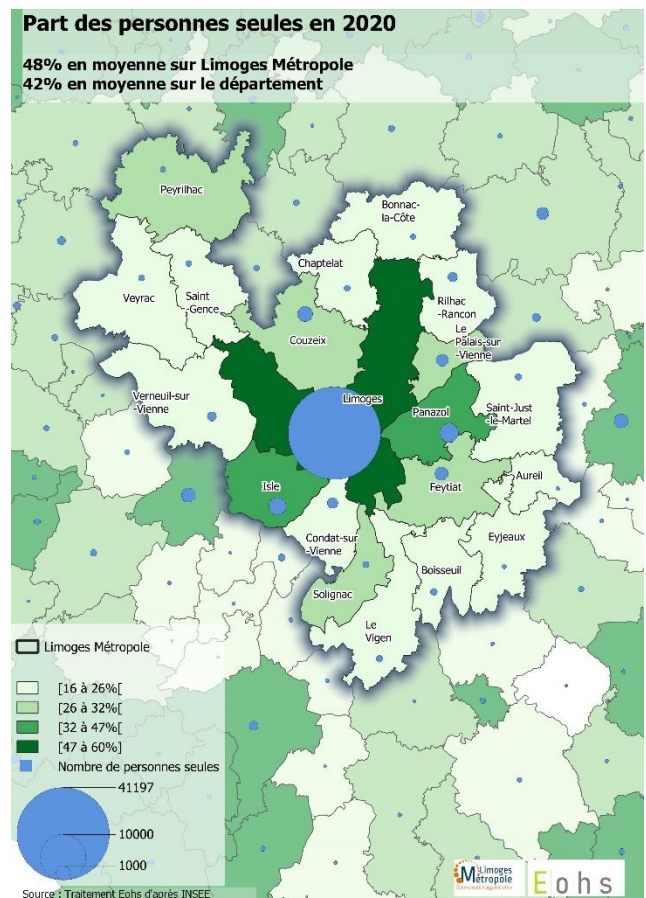 Part des personnes seules en 2020
48% en moyenne sur Limoges Métropole
42% en moyenne sur le département
Peyrilhac
Bonnac-
la-Côte
Chaptelat
Veyrac
Saint
-Gence
Rilhac
-Rancon
Couzeix
Le
Palais-sur
-Vienne
Verneuil-sur
-Vienne
Limoges
Panazol
Saint-Just
-le-Martel
Isle
Feytiat
Aureil
Condat-sur
-Vienne
Eyjeaux
Boisseuil
Solignac
Le
Vigen
Limoges Métropole
[16 à 26%[
[26 à 32%[
[32 à 47%[
[47 à 60%]
Nombre de personnes seules
41197
10000
1000
Source : Traitement Eohs d'après INSEE
Limoges
Métropole
Eohs